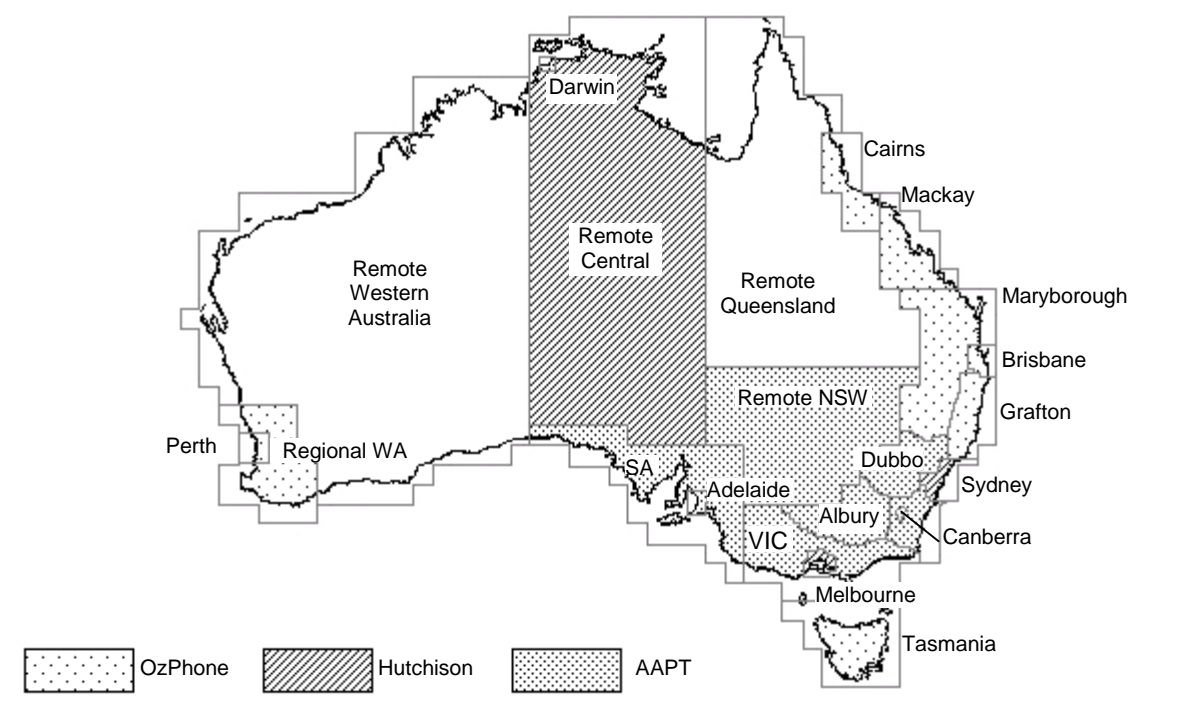 Darwin
Cairns
Mackay
Remote
Central
Remote
Western
Australia
Remote
Queensland
Maryborough
Brisbane
Remote NSW
Grafton
Perth
Regional WA
SA
Dubbo
Adelaide
Sydney
Albury
VIC
Canberra
Melbourne
Tasmania
OzPhone
Hutchison
AAPT